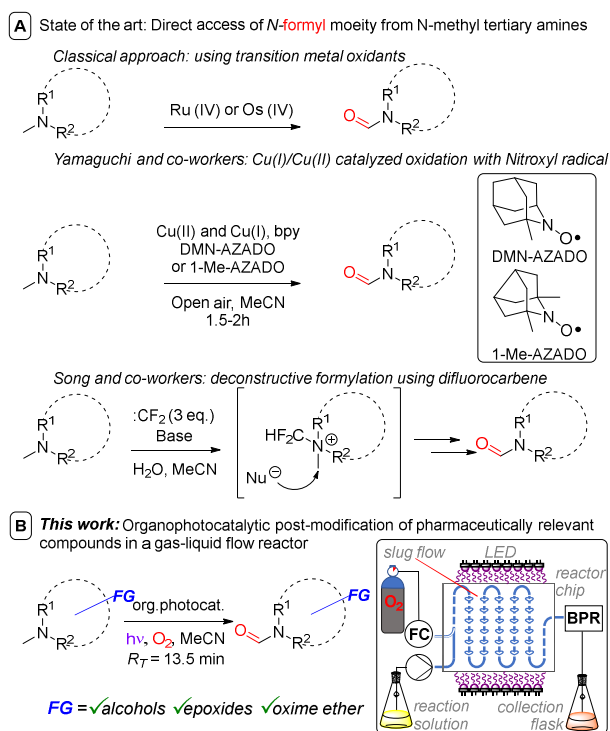 A State of the art: Direct access of N-formyl moeity from N-methyl tertiary amines
Classical approach: using transition metal oxidants
R1
N
R2
Ru (IV) or Os (IV)
O
R1
N
R2
Yamaguchi and co-workers: Cu(I)/Cu(II) catalyzed oxidation with Nitroxyl radical
R1
N
R2
Cu(II) and Cu(I), bpy
DMN-AZADO
or 1-Me-AZADO
Open air, MeCN
1.5-2h
O
R1
N
R2
N
O•
DMN-AZADO
N
O•
1-Me-AZADO
Song and co-workers: deconstructive formylation using difluorocarbene
R1
N
R2
:CF2 (3 eq.)
Base
H2O, MeCN
R1
HF2C
N
⊕
R2
Nu⊖
O
R1
N
R2
B This work: Organophotocatalytic post-modification of pharmaceutically relevant
compounds in a gas-liquid flow reactor
R1
N
R2
FG
org.photocat.
hν, O2, MeCN
RT = 13.5 min
O
R1
N
R2
FG
FG = ✓alcohols ✓epoxides ✓oxime ether
slug flow
LED
reactor
chip
O2
FC
BPR
reaction
solution
collection
flask